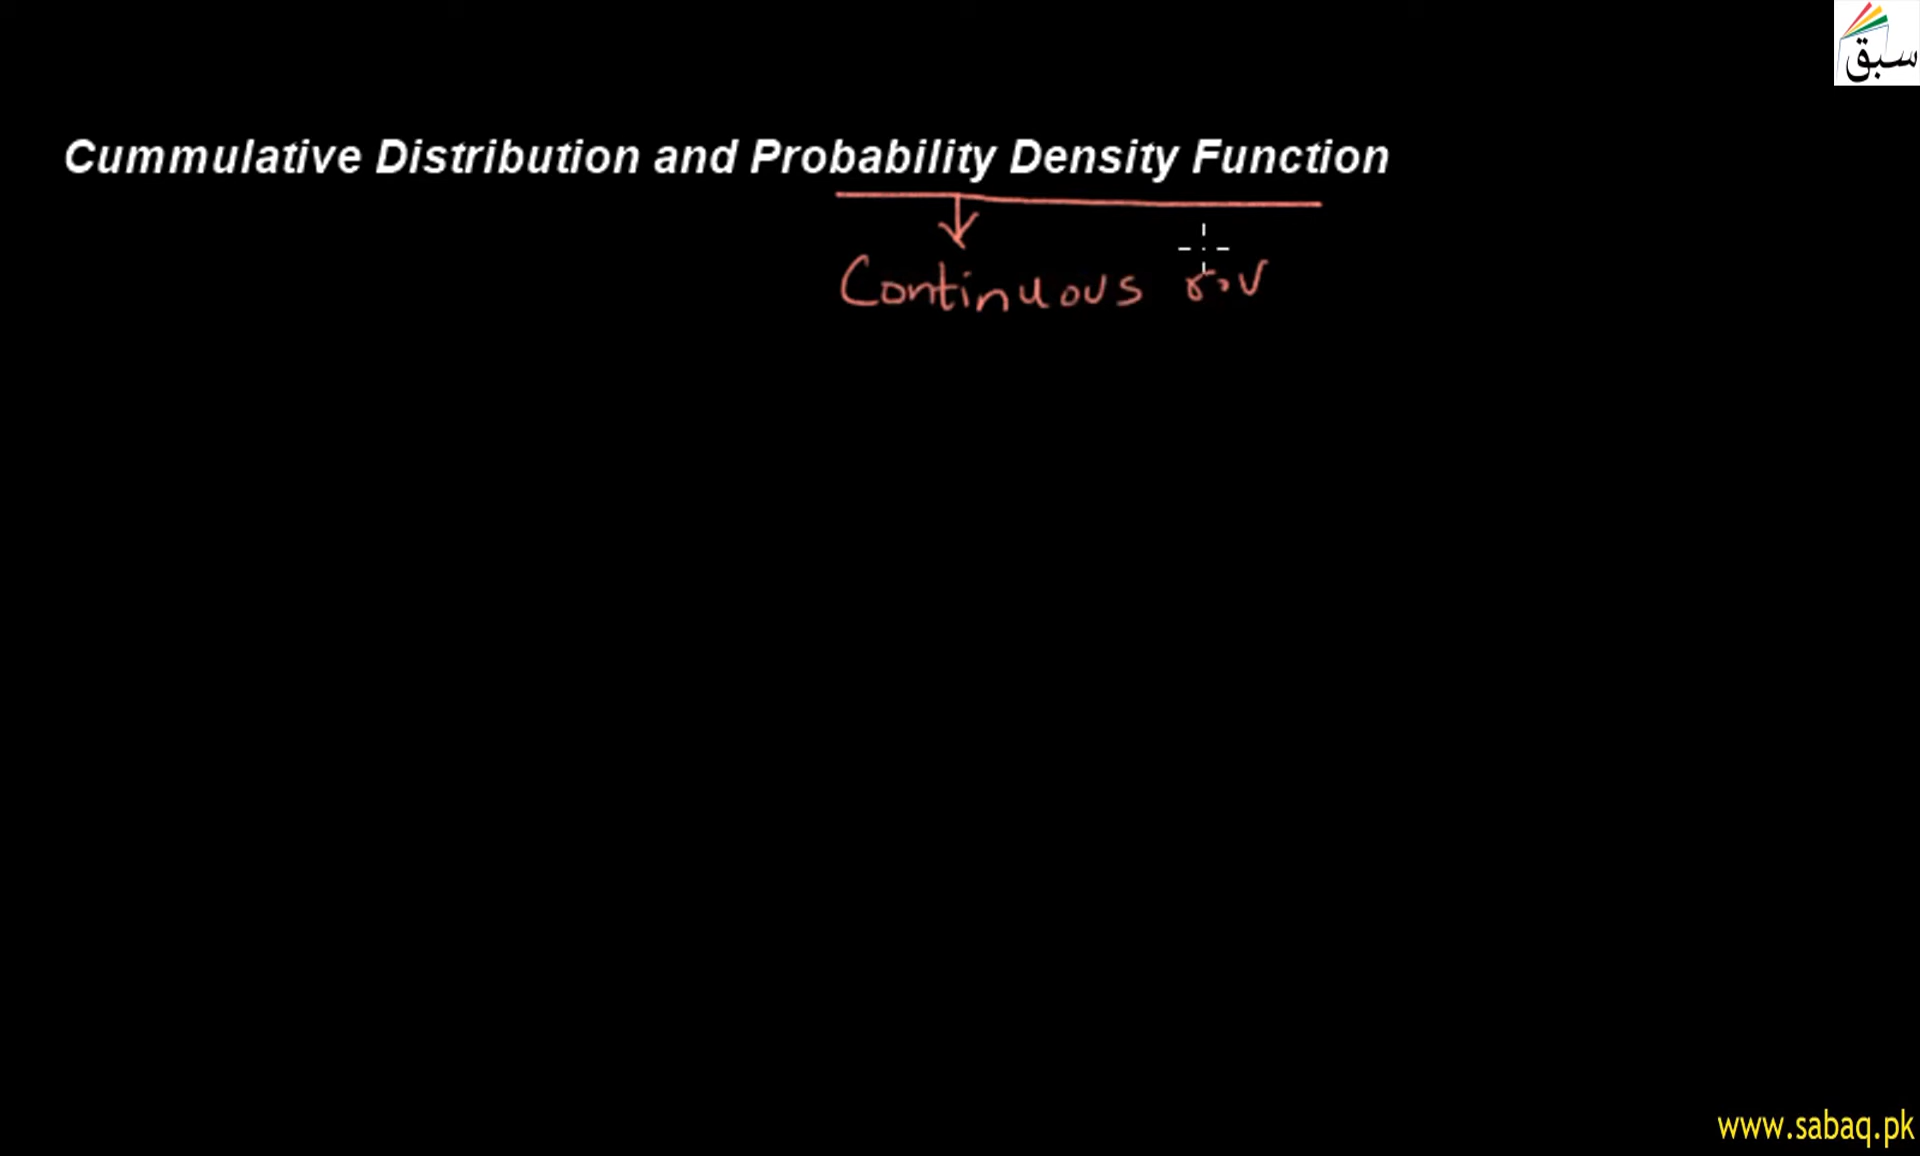 سبق
Cummulative Distribution and Probability Density Function
Continuous r.v
www.sabaq.pk